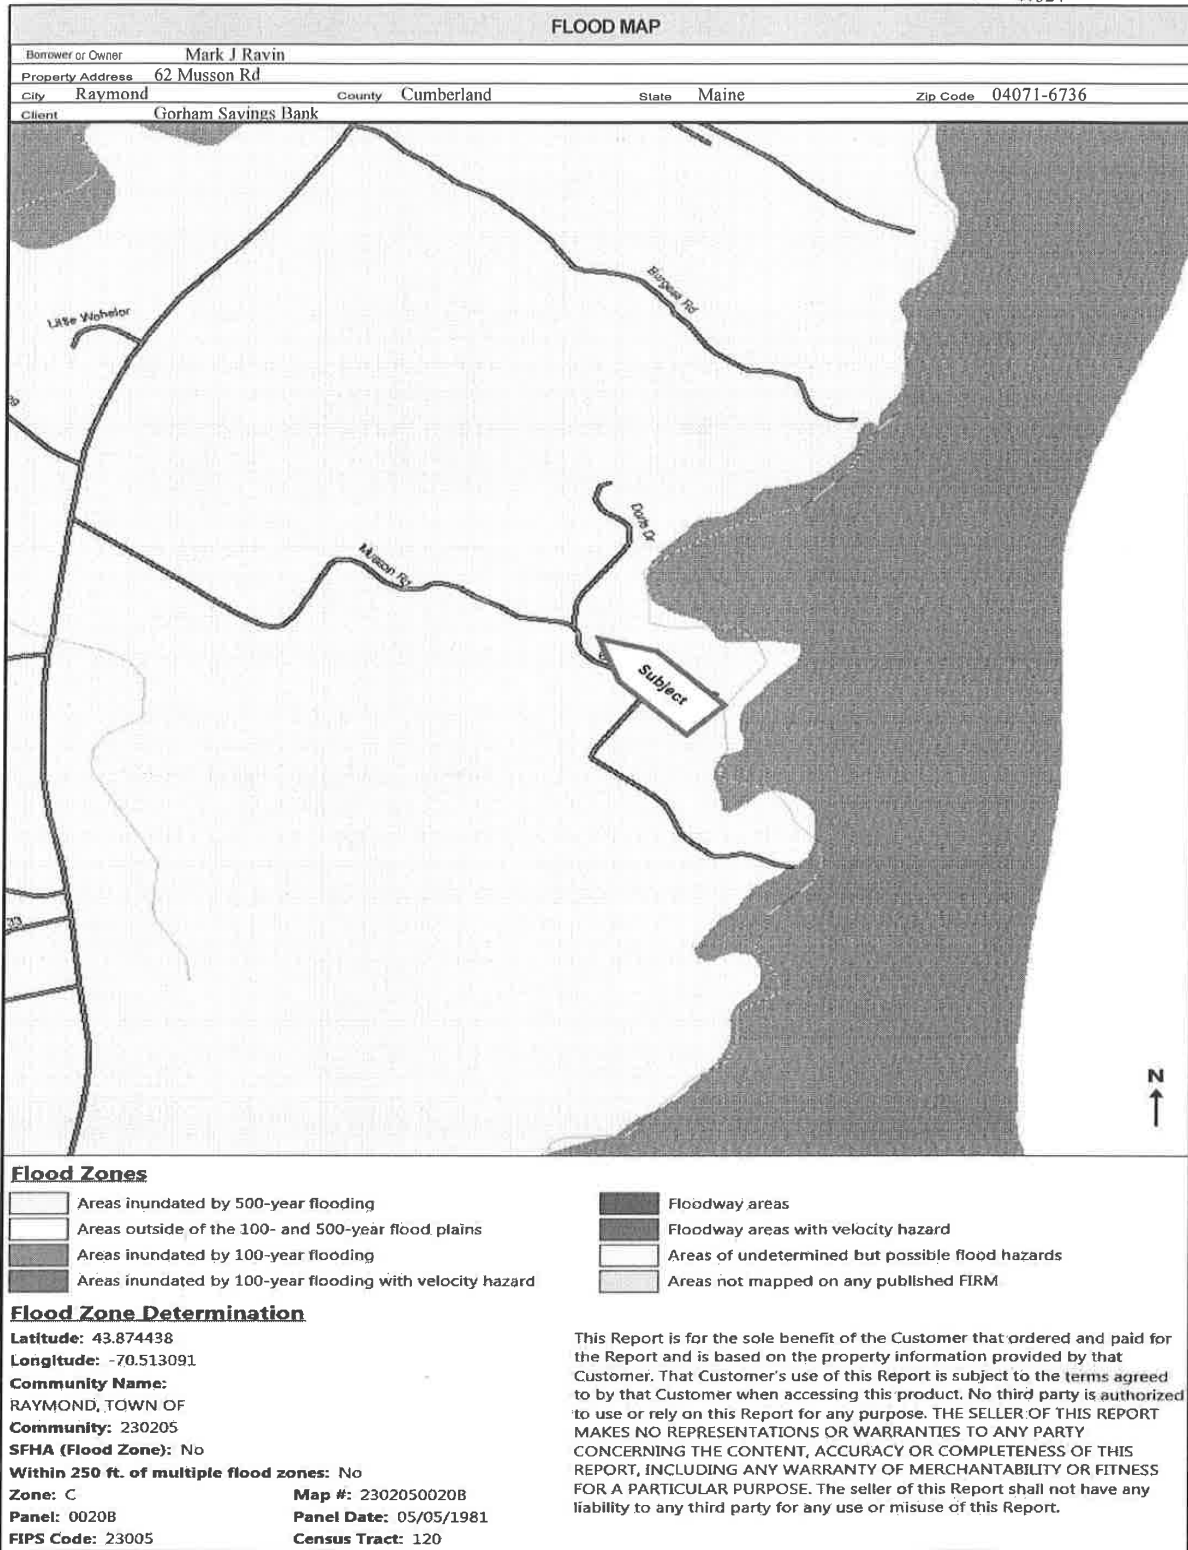 FLOOD MAP
Borrower or Owner Mark J Ravin
Property Address 62 Musson Rd
City Raymond County Cumberland State Maine Zip Code 04071-6736
Client Gorham Savings Bank
Burgess Rd
Little Wohelor
Musson Rd
Subject
N
Flood Zones
Areas inundated by 500-year flooding
Areas outside of the 100- and 500-year flood plains
Areas inundated by 100-year flooding
Areas inundated by 100-year flooding with velocity hazard
Floodway areas
Floodway areas with velocity hazard
Areas of undetermined but possible flood hazards
Areas not mapped on any published FIRM
Flood Zone Determination
Latitude: 43.874438
Longitude: -70.513091
Community Name:
RAYMOND, TOWN OF
Community: 230205
SFHA (Flood Zone): No
Within 250 ft. of multiple flood zones: No
Zone: C Map #: 2302050020B
Panel: 0020B Panel Date: 05/05/1981
FIPS Code: 23005 Census Tract: 120
This Report is for the sole benefit of the Customer that ordered and paid for
the Report and is based on the property information provided by that
Customer. That Customer's use of this Report is subject to the terms agreed
to by that Customer when accessing this product. No third party is authorized
to use or rely on this Report for any purpose. THE SELLER OF THIS REPORT
MAKES NO REPRESENTATIONS OR WARRANTIES TO ANY PARTY
CONCERNING THE CONTENT, ACCURACY OR COMPLETENESS OF THIS
REPORT, INCLUDING ANY WARRANTY OF MERCHANTABILITY OR FITNESS
FOR A PARTICULAR PURPOSE. The seller of this Report shall not have any
liability to any third party for any use or misuse of this Report.